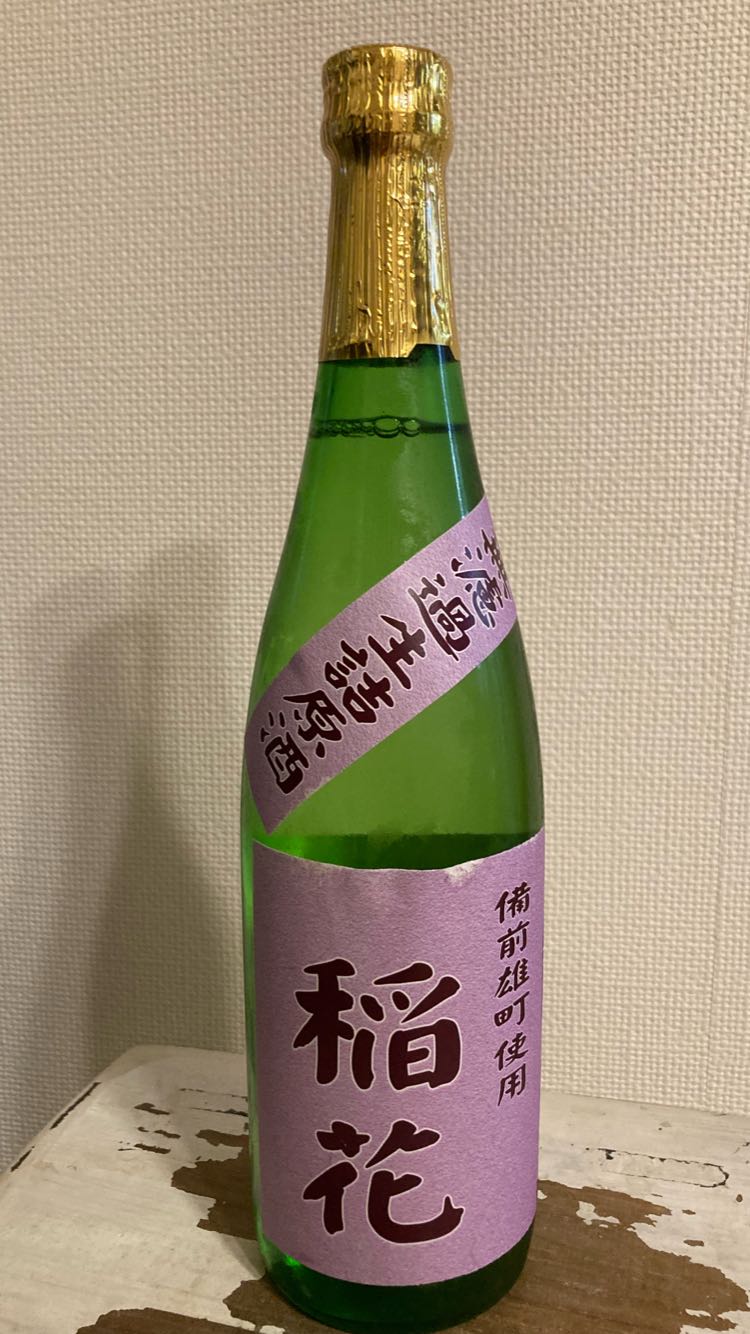 無濾過生詰原酒
備前雄町使用
稲花